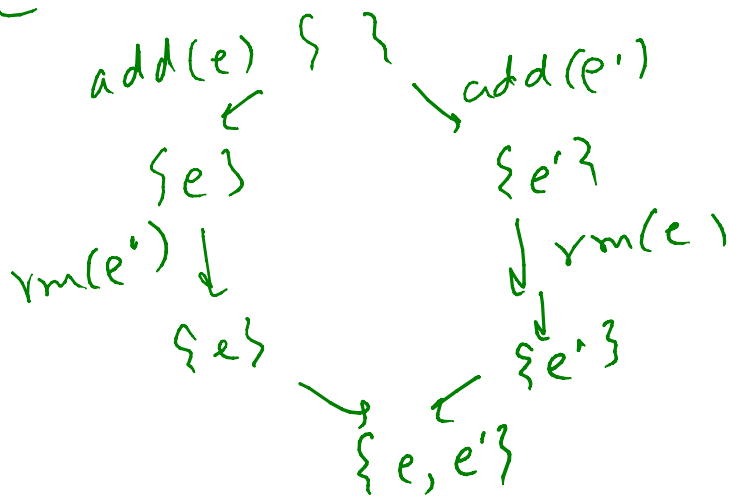 add(e) { } add(e')
{e} {e'}
rm(e') rm(e)
{e} {e'}
{e, e'}